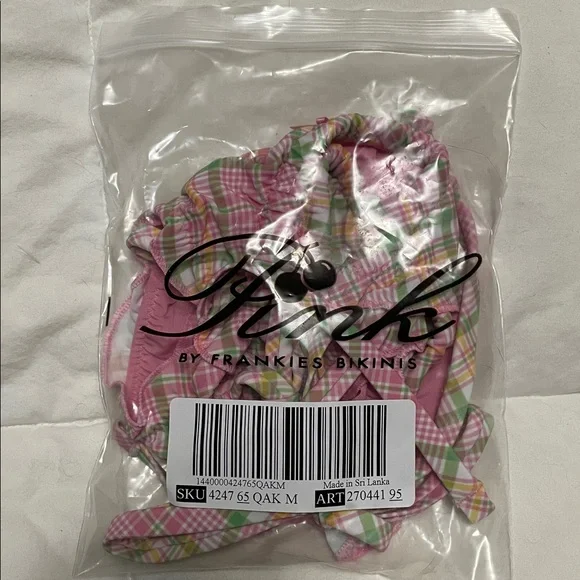 Pink
BY FRANKIES BIKINIS
1440000424765QAKM Made in Sri Lanka
SKU 4247 65 QAK M ART 270441 95